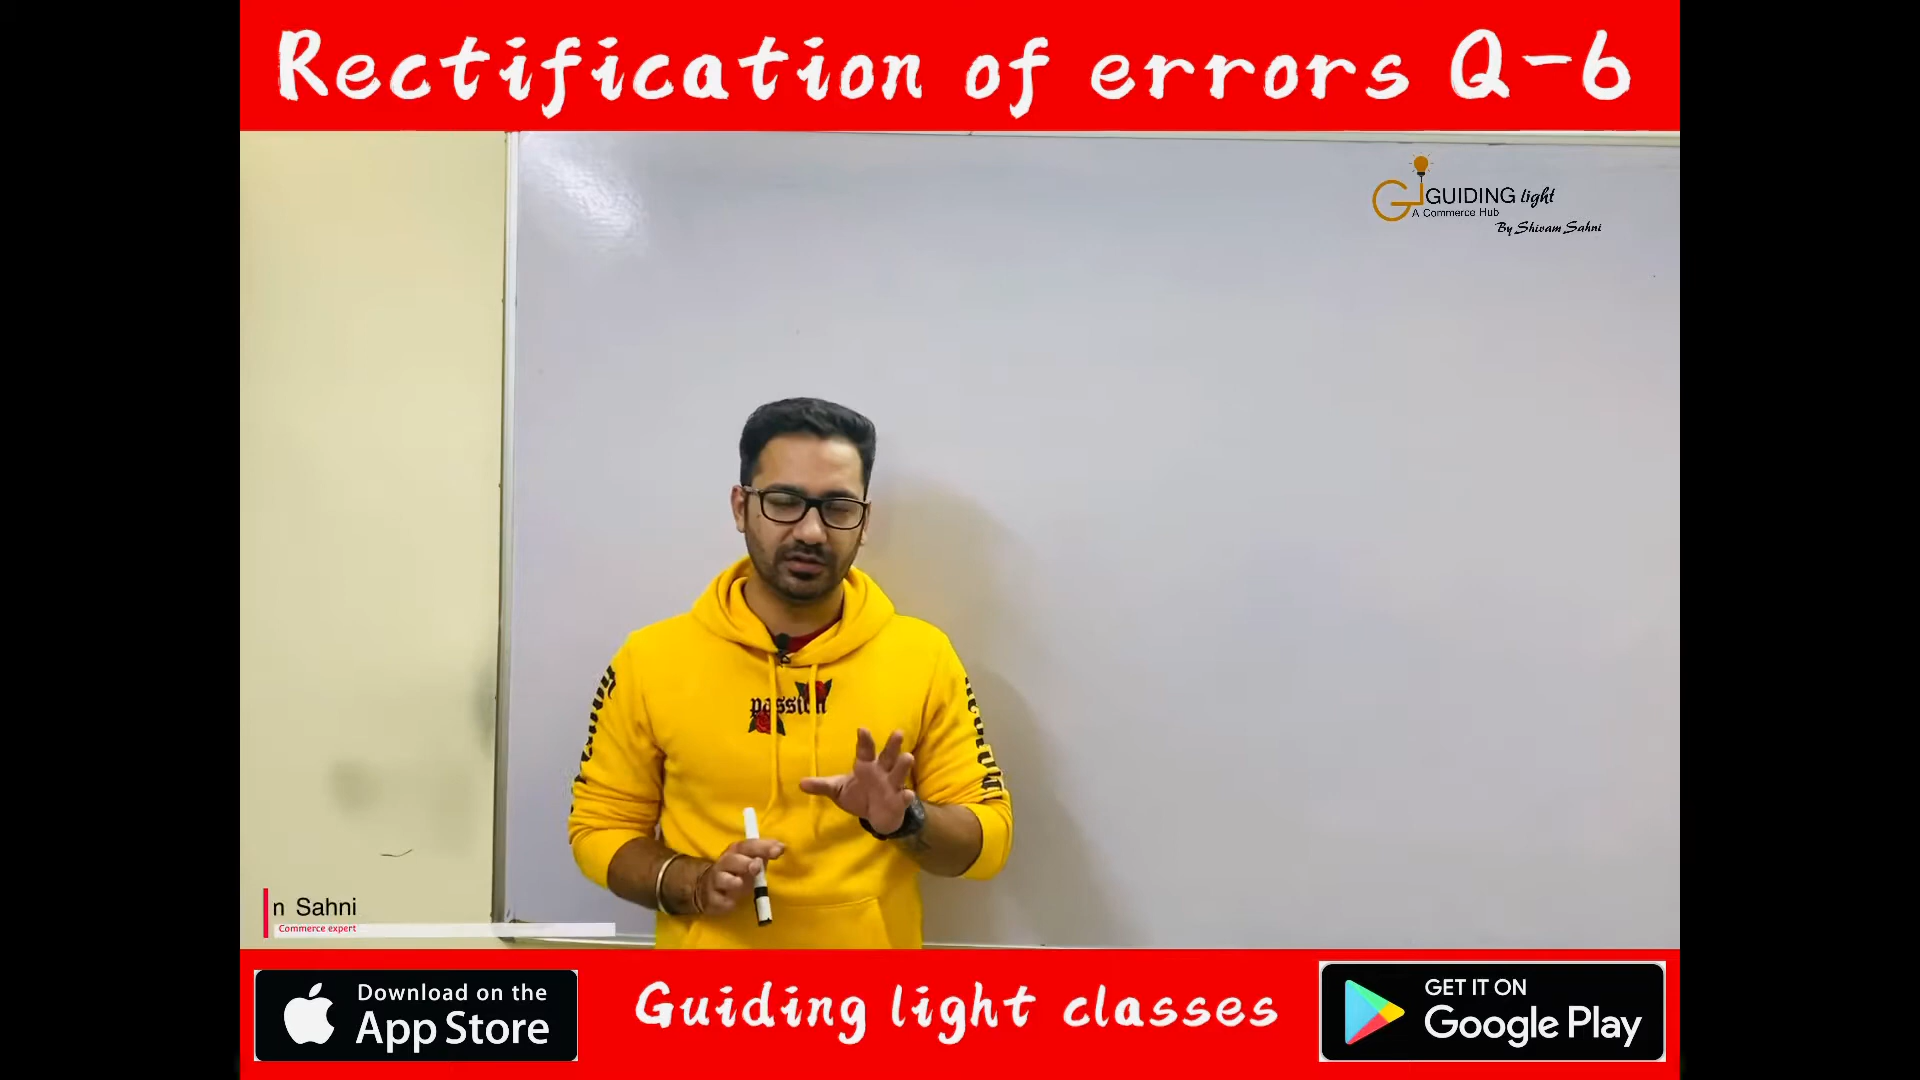 Rectification of errors Q-6
GUIDING light
A Commerce Hub
By Shivam Sahni
passion
n Sahni
Commerce expert
Download on the
App Store
Guiding light classes
GET IT ON
Google Play